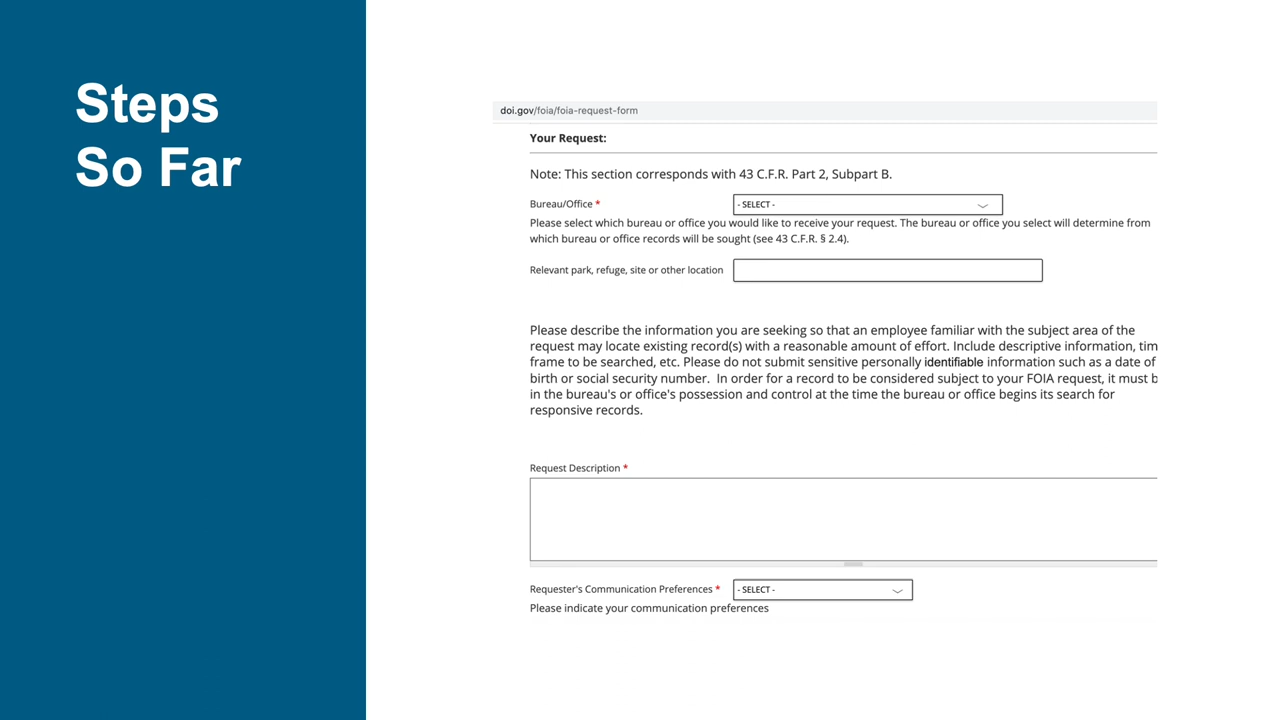 Steps
So Far
doi.gov/foia/foia-request-form
Your Request:
Note: This section corresponds with 43 C.F.R. Part 2, Subpart B.
Bureau/Office * - SELECT -
Please select which bureau or office you would like to receive your request. The bureau or office you select will determine from
which bureau or office records will be sought (see 43 C.F.R. § 2.4).
Relevant park, refuge, site or other location
Please describe the information you are seeking so that an employee familiar with the subject area of the
request may locate existing record(s) with a reasonable amount of effort. Include descriptive information, tim
frame to be searched, etc. Please do not submit sensitive personally identifiable information such as a date of
birth or social security number. In order for a record to be considered subject to your FOIA request, it must b
in the bureau's or office's possession and control at the time the bureau or office begins its search for
responsive records.
Request Description *
Requester's Communication Preferences * - SELECT -
Please indicate your communication preferences